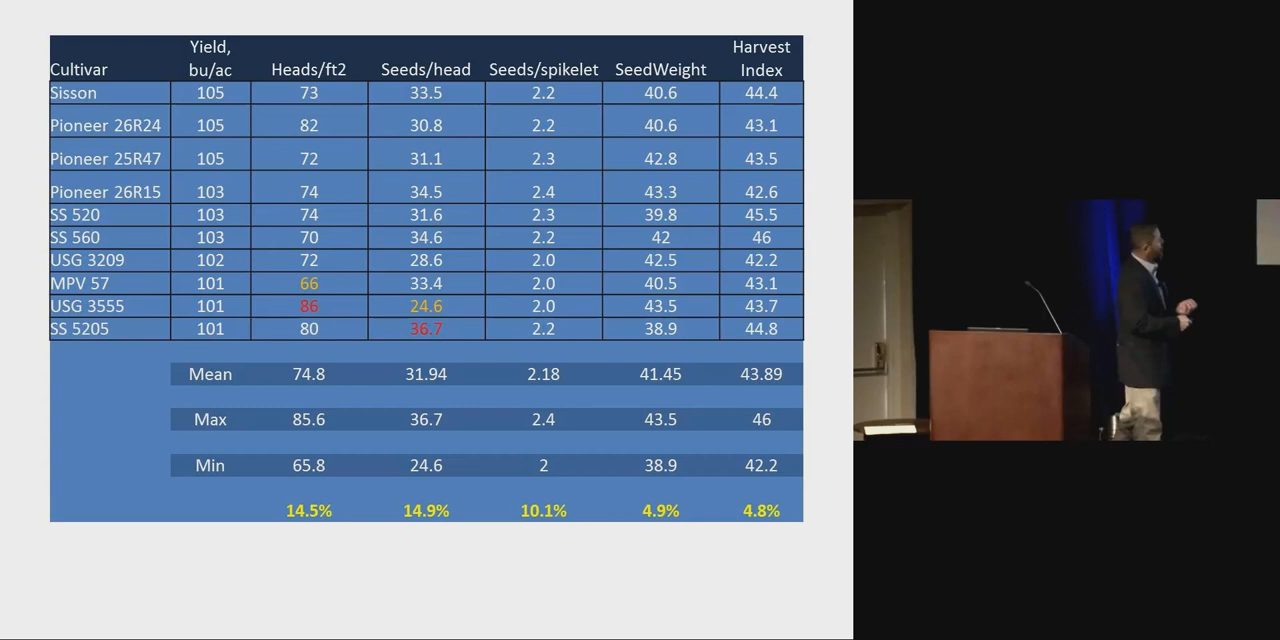 Cultivar Yield, bu/ac Heads/ft2 Seeds/head Seeds/spikelet SeedWeight Harvest Index
Sisson 105 73 33.5 2.2 40.6 44.4
Pioneer 26R24 105 82 30.8 2.2 40.6 43.1
Pioneer 25R47 105 72 31.1 2.3 42.8 43.5
Pioneer 26R15 103 74 34.5 2.4 43.3 42.6
SS 520 103 74 31.6 2.3 39.8 45.5
SS 560 103 70 34.6 2.2 42 46
USG 3209 102 72 28.6 2.0 42.5 42.2
MPV 57 101 66 33.4 2.0 40.5 43.1
USG 3555 101 86 24.6 2.0 43.5 43.7
SS 5205 101 80 36.7 2.2 38.9 44.8
Mean 74.8 31.94 2.18 41.45 43.89
Max 85.6 36.7 2.4 43.5 46
Min 65.8 24.6 2 38.9 42.2
14.5% 14.9% 10.1% 4.9% 4.8%